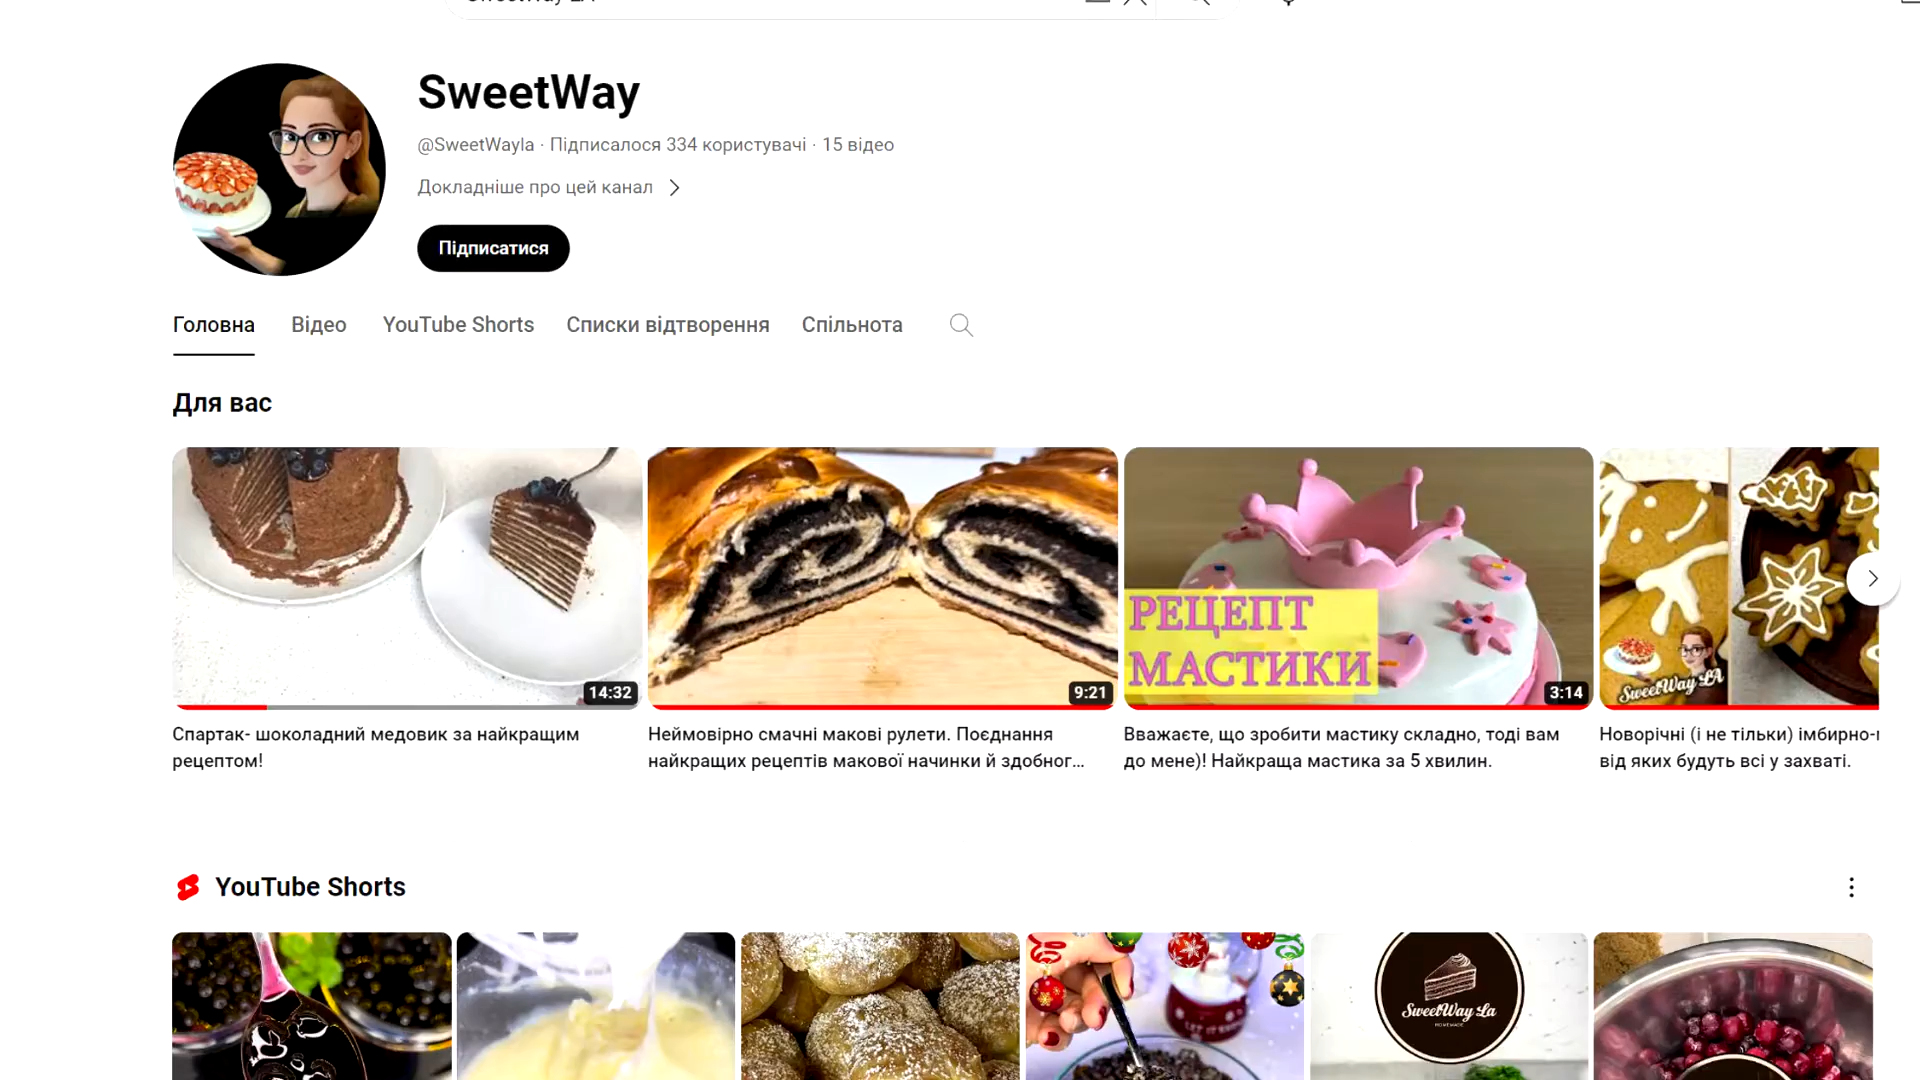 SweetWay
@SweetWayla · Підписалося 334 користувачі · 15 відео
Докладніше про цей канал
Підписатися
Головна Відео YouTube Shorts Списки відтворення Спільнота
Для вас
РЕЦЕПТ
МАСТИКИ
SweetWay LA
14:32 9:21 3:14
Спартак- шоколадний медовик за найкращим
рецептом!
Неймовірно смачні макові рулети. Поєднання
найкращих рецептів макової начинки й здобног...
Вважаєте, що зробити мастику складно, тоді вам
до мене)! Найкраща мастика за 5 хвилин.
Новорічні (і не тільки) імбирно-
від яких будуть всі у захваті.
YouTube Shorts
SweetWay La
HOMEMADE